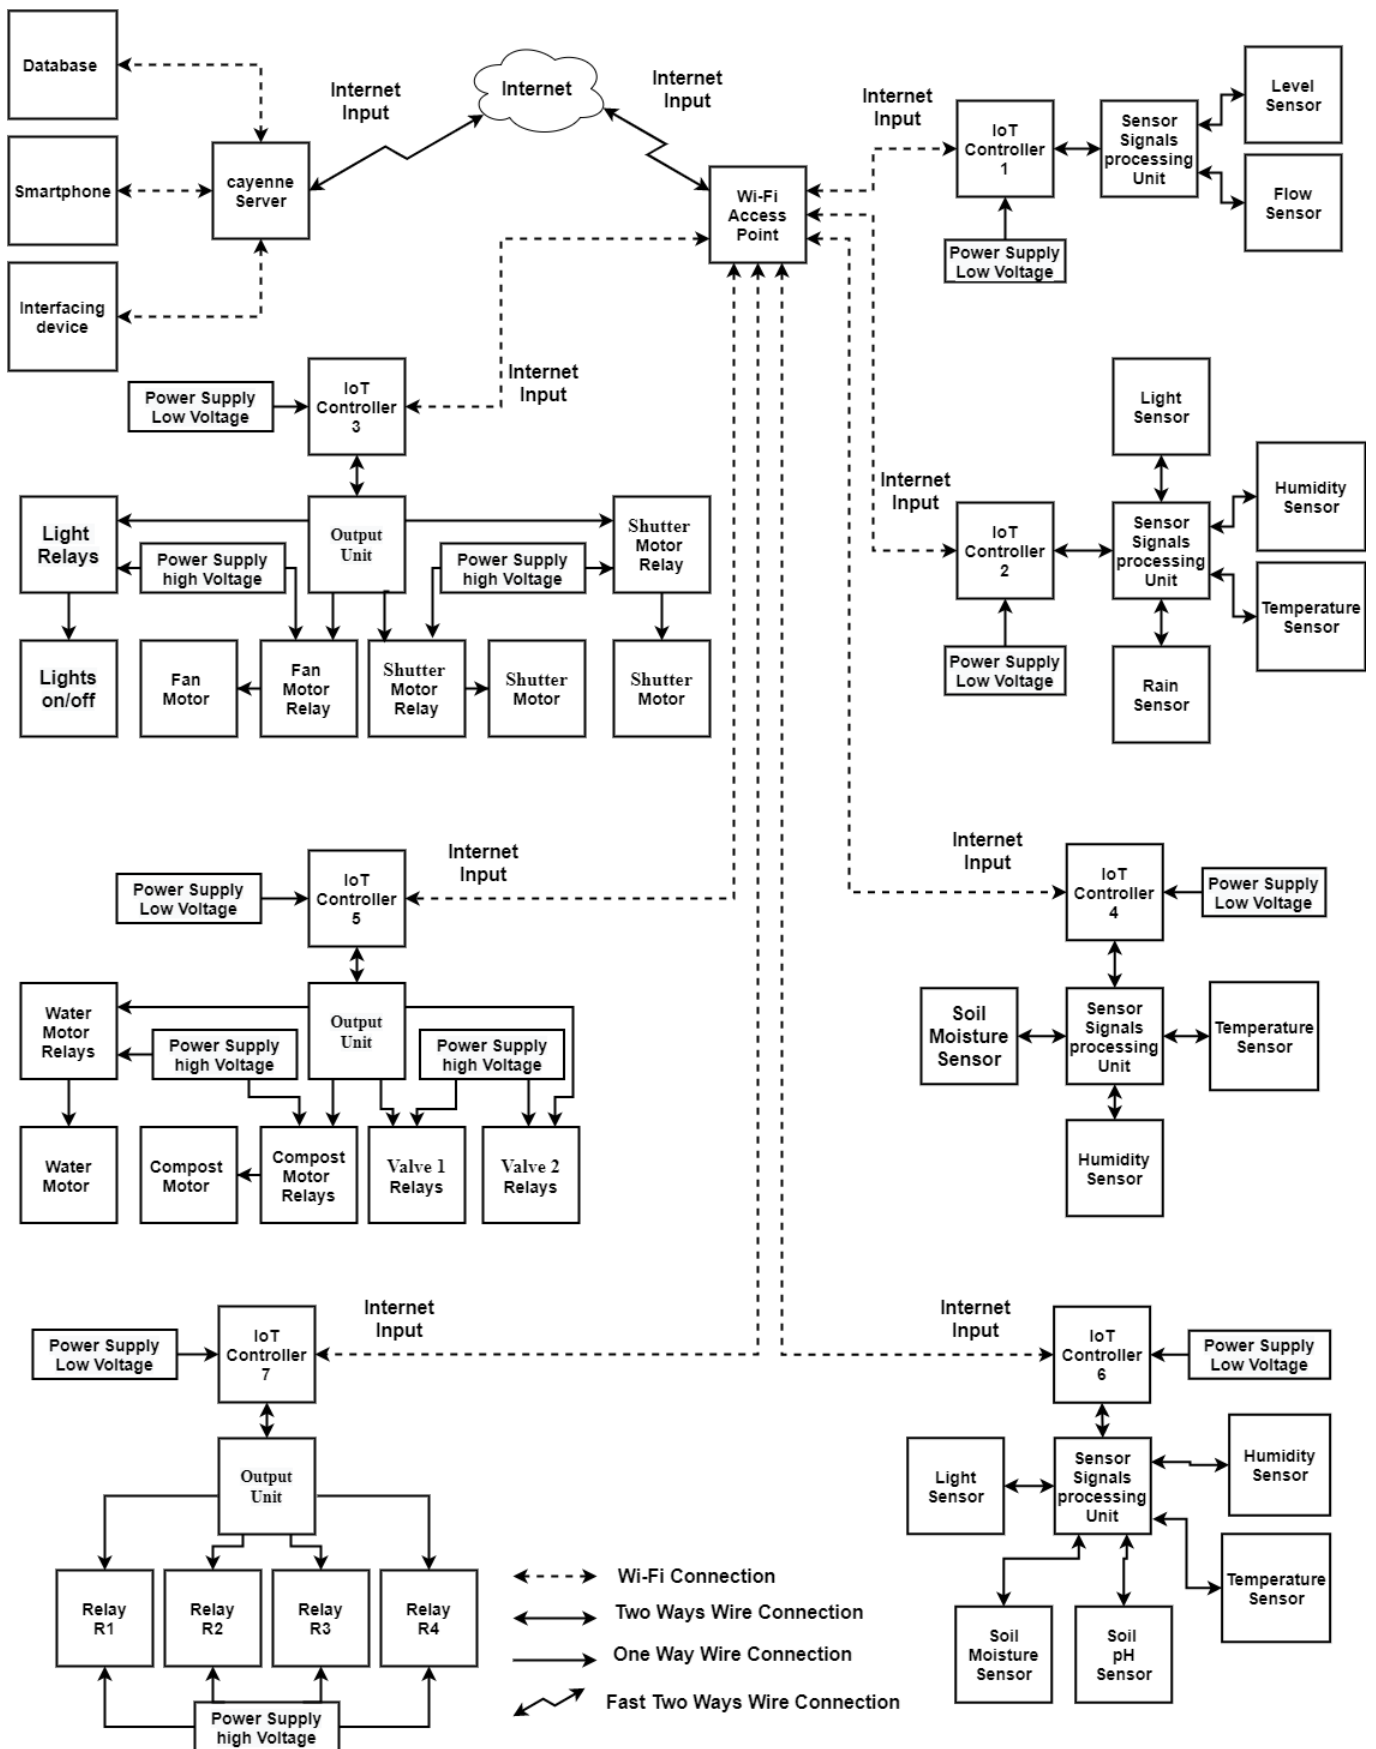 Database
Smartphone
Interfacing
device
cayenne
Server
Internet
Input
Internet
Internet
Input
Wi-Fi
Access
Point
Internet
Input
IoT
Controller
1
Power Supply
Low Voltage
Sensor
Signals
processing
Unit
Level
Sensor
Flow
Sensor
Power Supply
Low Voltage
IoT
Controller
3
Internet
Input
Light
Relays
Output
Unit
Power Supply
high Voltage
Power Supply
high Voltage
Shutter
Motor
Relay
Lights
on/off
Fan
Motor
Fan
Motor
Relay
Shutter
Motor
Relay
Shutter
Motor
Shutter
Motor
Internet
Input
IoT
Controller
2
Power Supply
Low Voltage
Light
Sensor
Sensor
Signals
processing
Unit
Humidity
Sensor
Temperature
Sensor
Rain
Sensor
Power Supply
Low Voltage
IoT
Controller
5
Internet
Input
Water
Motor
Relays
Output
Unit
Power Supply
high Voltage
Power Supply
high Voltage
Water
Motor
Compost
Motor
Compost
Motor
Relays
Valve 1
Relays
Valve 2
Relays
Internet
Input
IoT
Controller
4
Power Supply
Low Voltage
Soil
Moisture
Sensor
Sensor
Signals
processing
Unit
Temperature
Sensor
Humidity
Sensor
Power Supply
Low Voltage
IoT
Controller
7
Internet
Input
Output
Unit
Relay
R1
Relay
R2
Relay
R3
Relay
R4
Power Supply
high Voltage
Internet
Input
IoT
Controller
6
Power Supply
Low Voltage
Light
Sensor
Sensor
Signals
processing
Unit
Humidity
Sensor
Temperature
Sensor
Soil
Moisture
Sensor
Soil
pH
Sensor
Wi-Fi Connection
Two Ways Wire Connection
One Way Wire Connection
Fast Two Ways Wire Connection